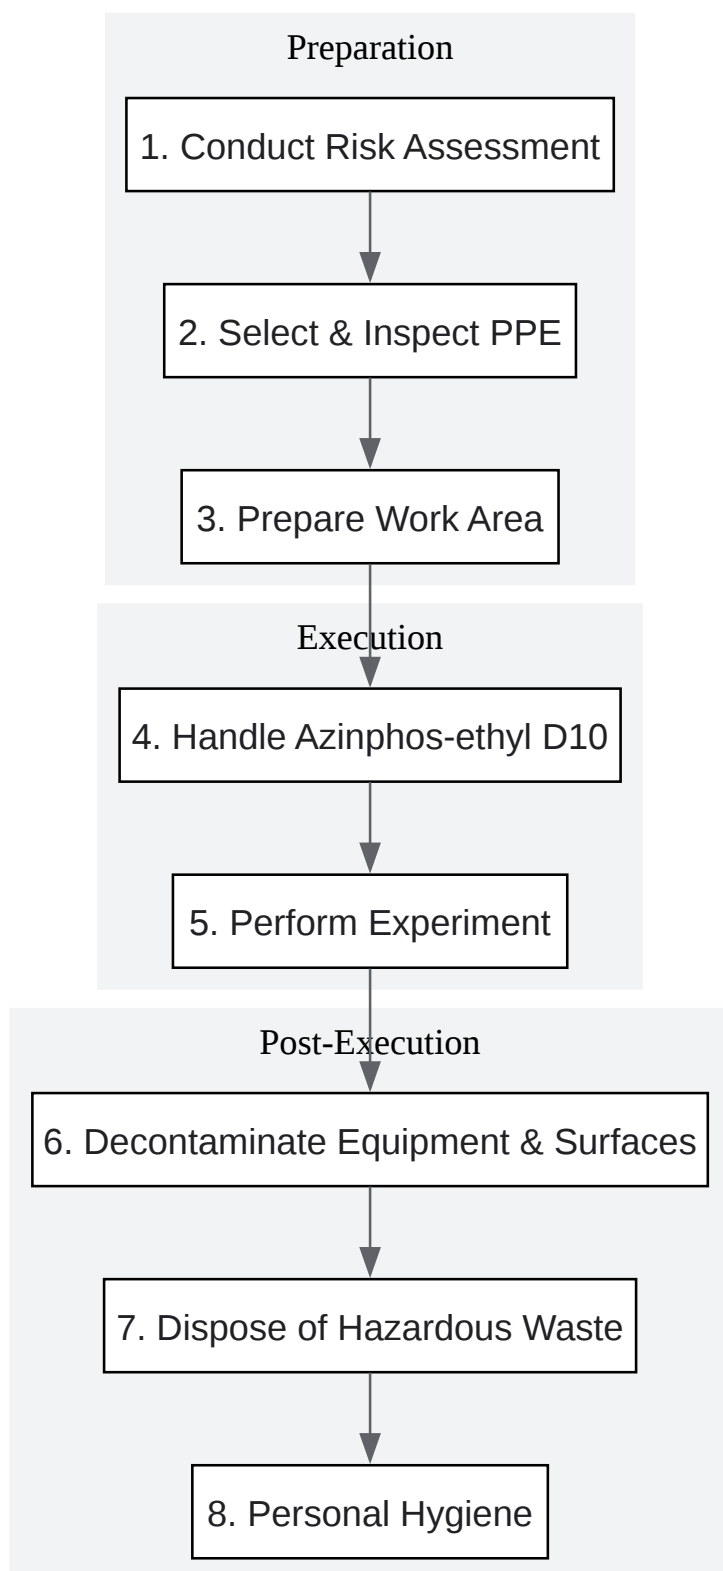 Preparation
1. Conduct Risk Assessment
2. Select & Inspect PPE
3. Prepare Work Area
Execution
4. Handle Azinphos-ethyl D10
5. Perform Experiment
Post-Execution
6. Decontaminate Equipment & Surfaces
7. Dispose of Hazardous Waste
8. Personal Hygiene